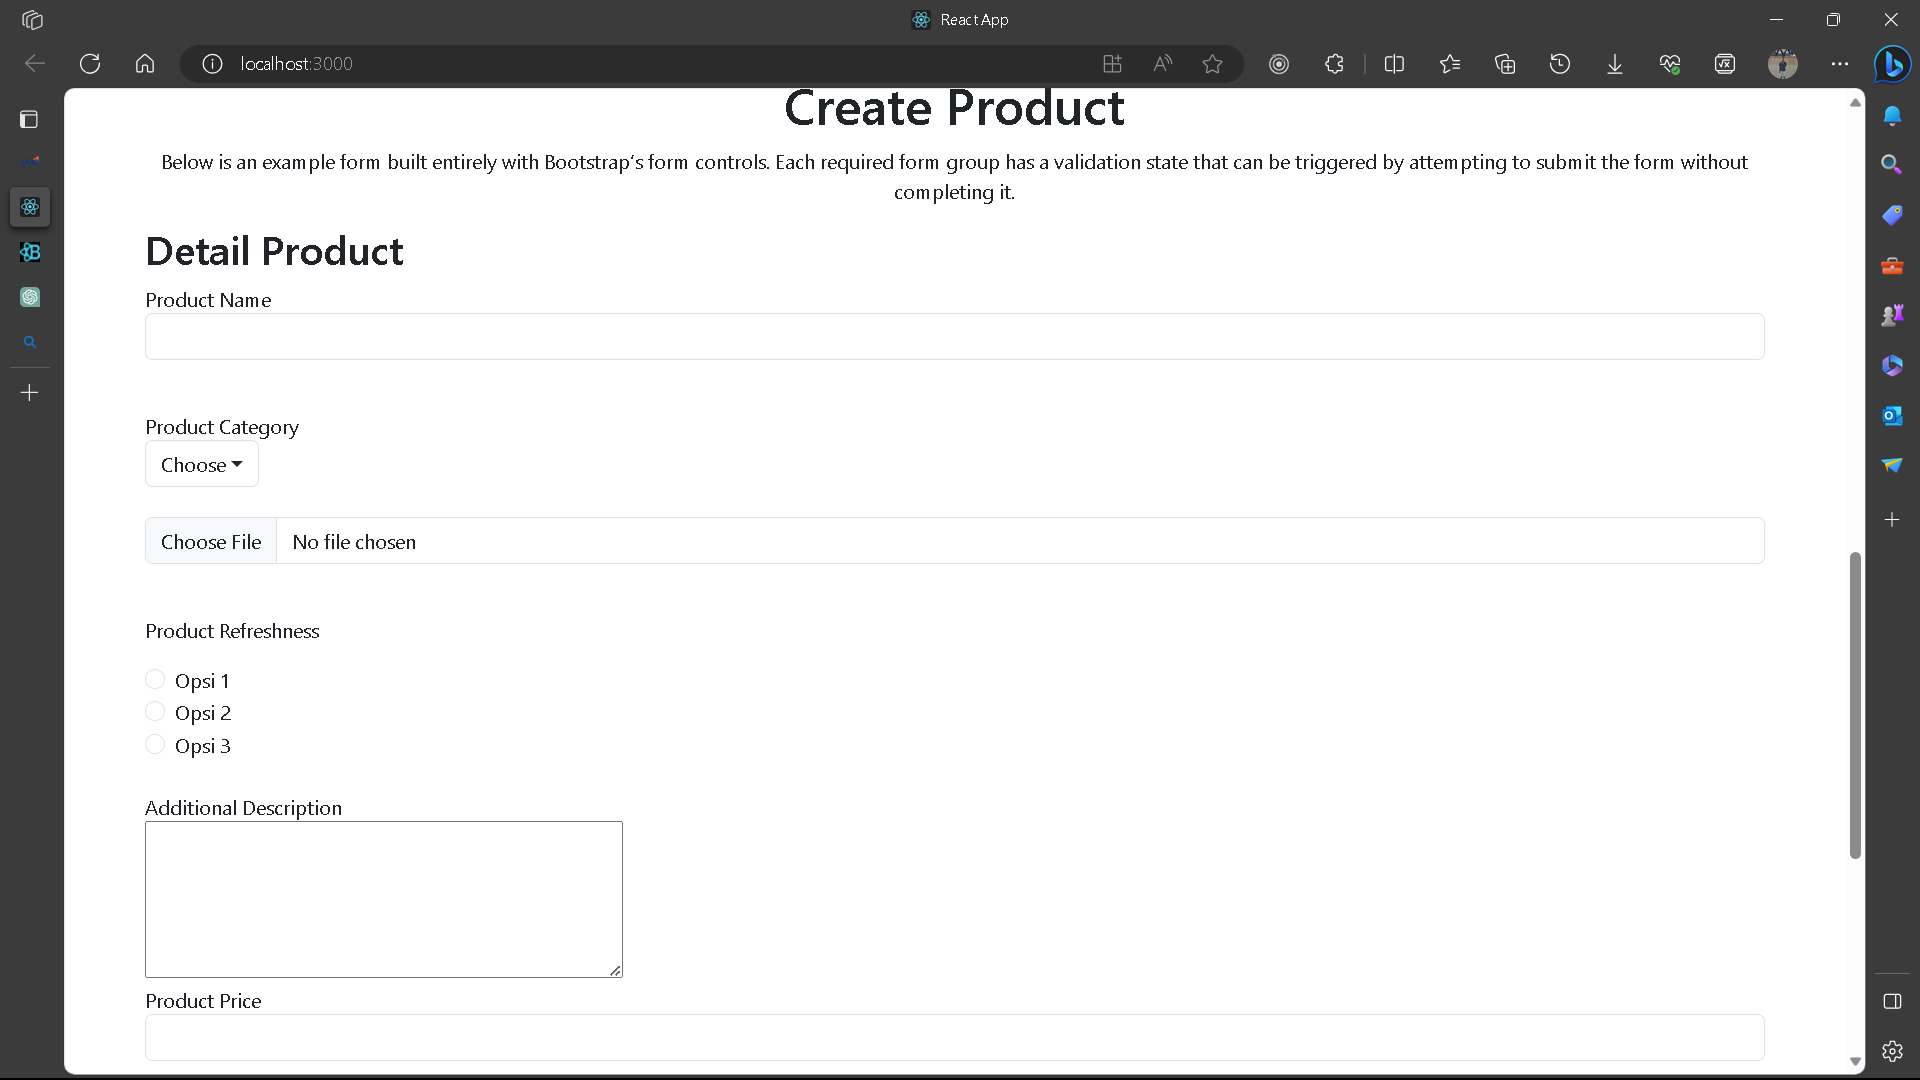 React App
localhost:3000
Create Product
Below is an example form built entirely with Bootstrap's form controls. Each required form group has a validation state that can be triggered by attempting to submit the form without
completing it.
Detail Product
Product Name
Product Category
Choose
Choose File No file chosen
Product Refreshness
Opsi 1
Opsi 2
Opsi 3
Additional Description
Product Price